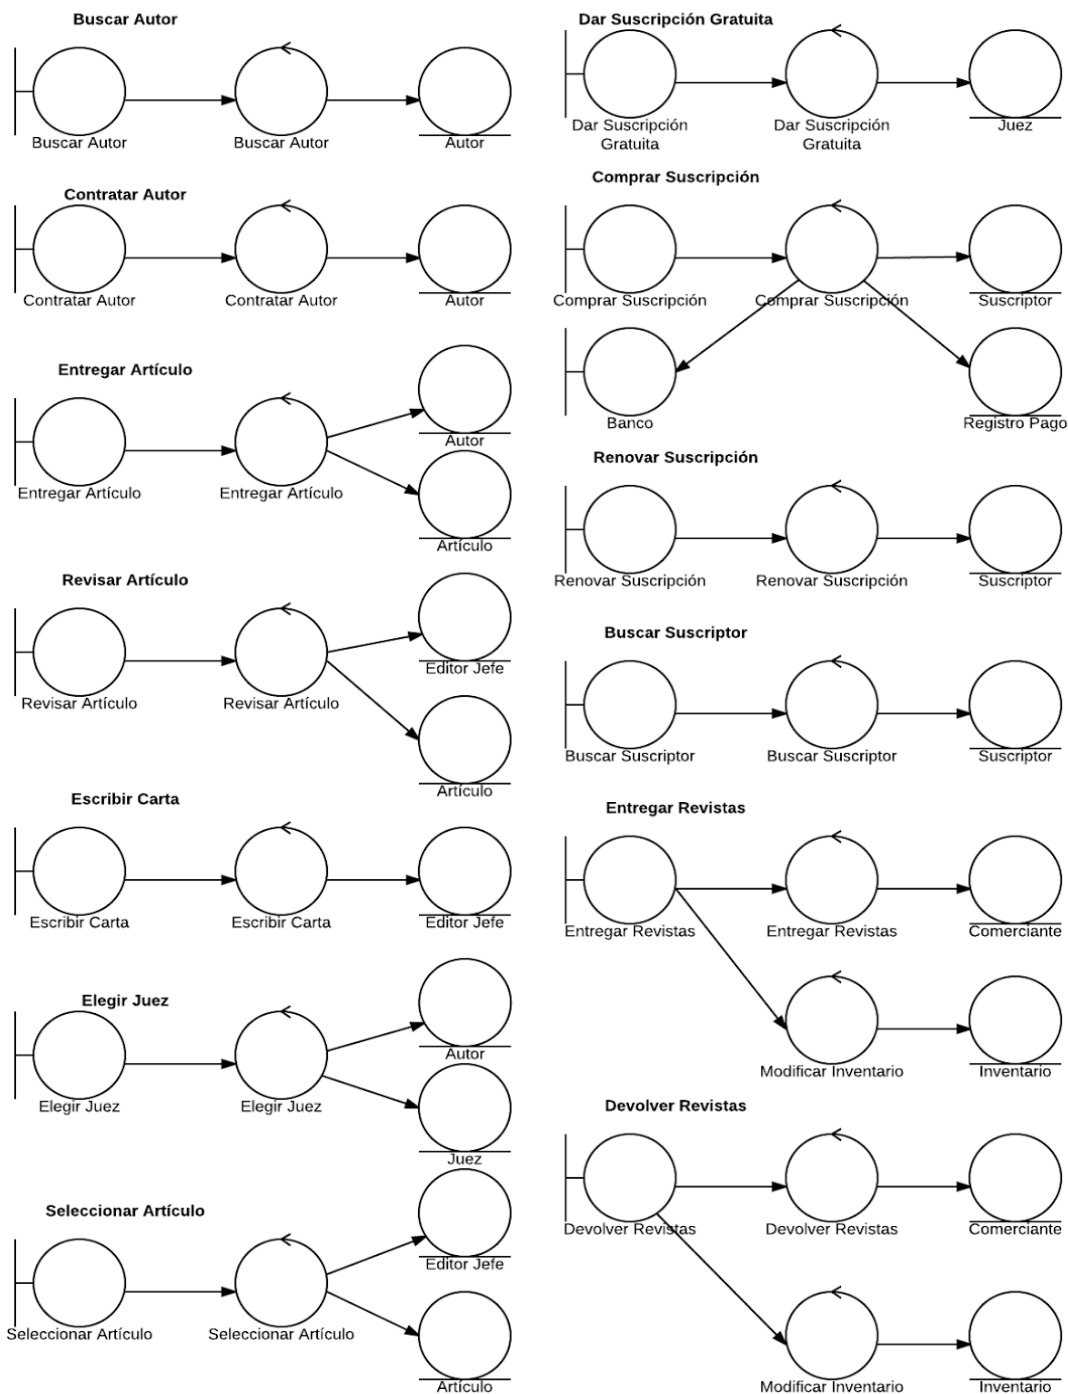 Buscar Autor
Buscar Autor
Buscar Autor
Autor
Contratar Autor
Contratar Autor
Contratar Autor
Autor
Entregar Artículo
Autor
Entregar Artículo
Entregar Artículo
Artículo
Revisar Artículo
Editor Jefe
Revisar Artículo
Revisar Artículo
Artículo
Escribir Carta
Escribir Carta
Escribir Carta
Editor Jefe
Elegir Juez
Autor
Elegir Juez
Elegir Juez
Juez
Seleccionar Artículo
Editor Jefe
Seleccionar Artículo
Seleccionar Artículo
Artículo
Dar Suscripción Gratuita
Dar Suscripción
Gratuita
Dar Suscripción
Gratuita
Juez
Comprar Suscripción
Comprar Suscripción
Comprar Suscripción
Suscriptor
Banco
Registro Pago
Renovar Suscripción
Renovar Suscripción
Renovar Suscripción
Suscriptor
Buscar Suscriptor
Buscar Suscriptor
Buscar Suscriptor
Suscriptor
Entregar Revistas
Entregar Revistas
Entregar Revistas
Comerciante
Modificar Inventario
Inventario
Devolver Revistas
Devolver Revistas
Devolver Revistas
Comerciante
Modificar Inventario
Inventario